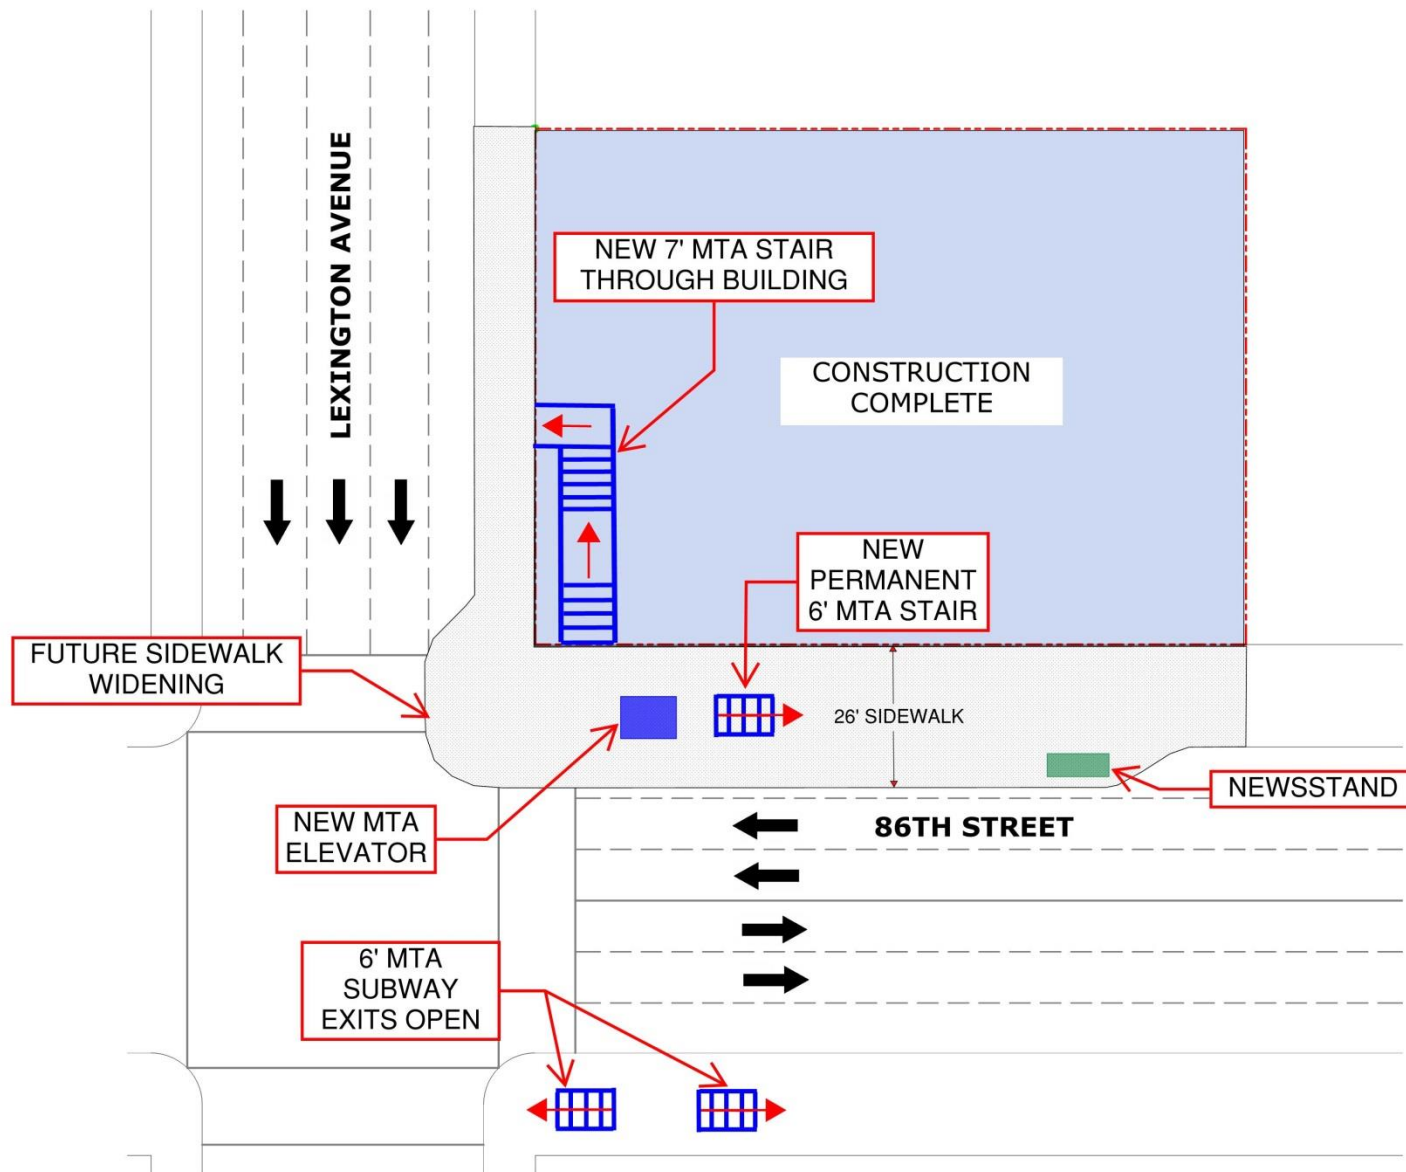 LEXINGTON AVENUE
NEW 7' MTA STAIR
THROUGH BUILDING
CONSTRUCTION
COMPLETE
NEW
PERMANENT
6' MTA STAIR
FUTURE SIDEWALK
WIDENING
26' SIDEWALK
NEWSSTAND
NEW MTA
ELEVATOR
86TH STREET
6' MTA
SUBWAY
EXITS OPEN